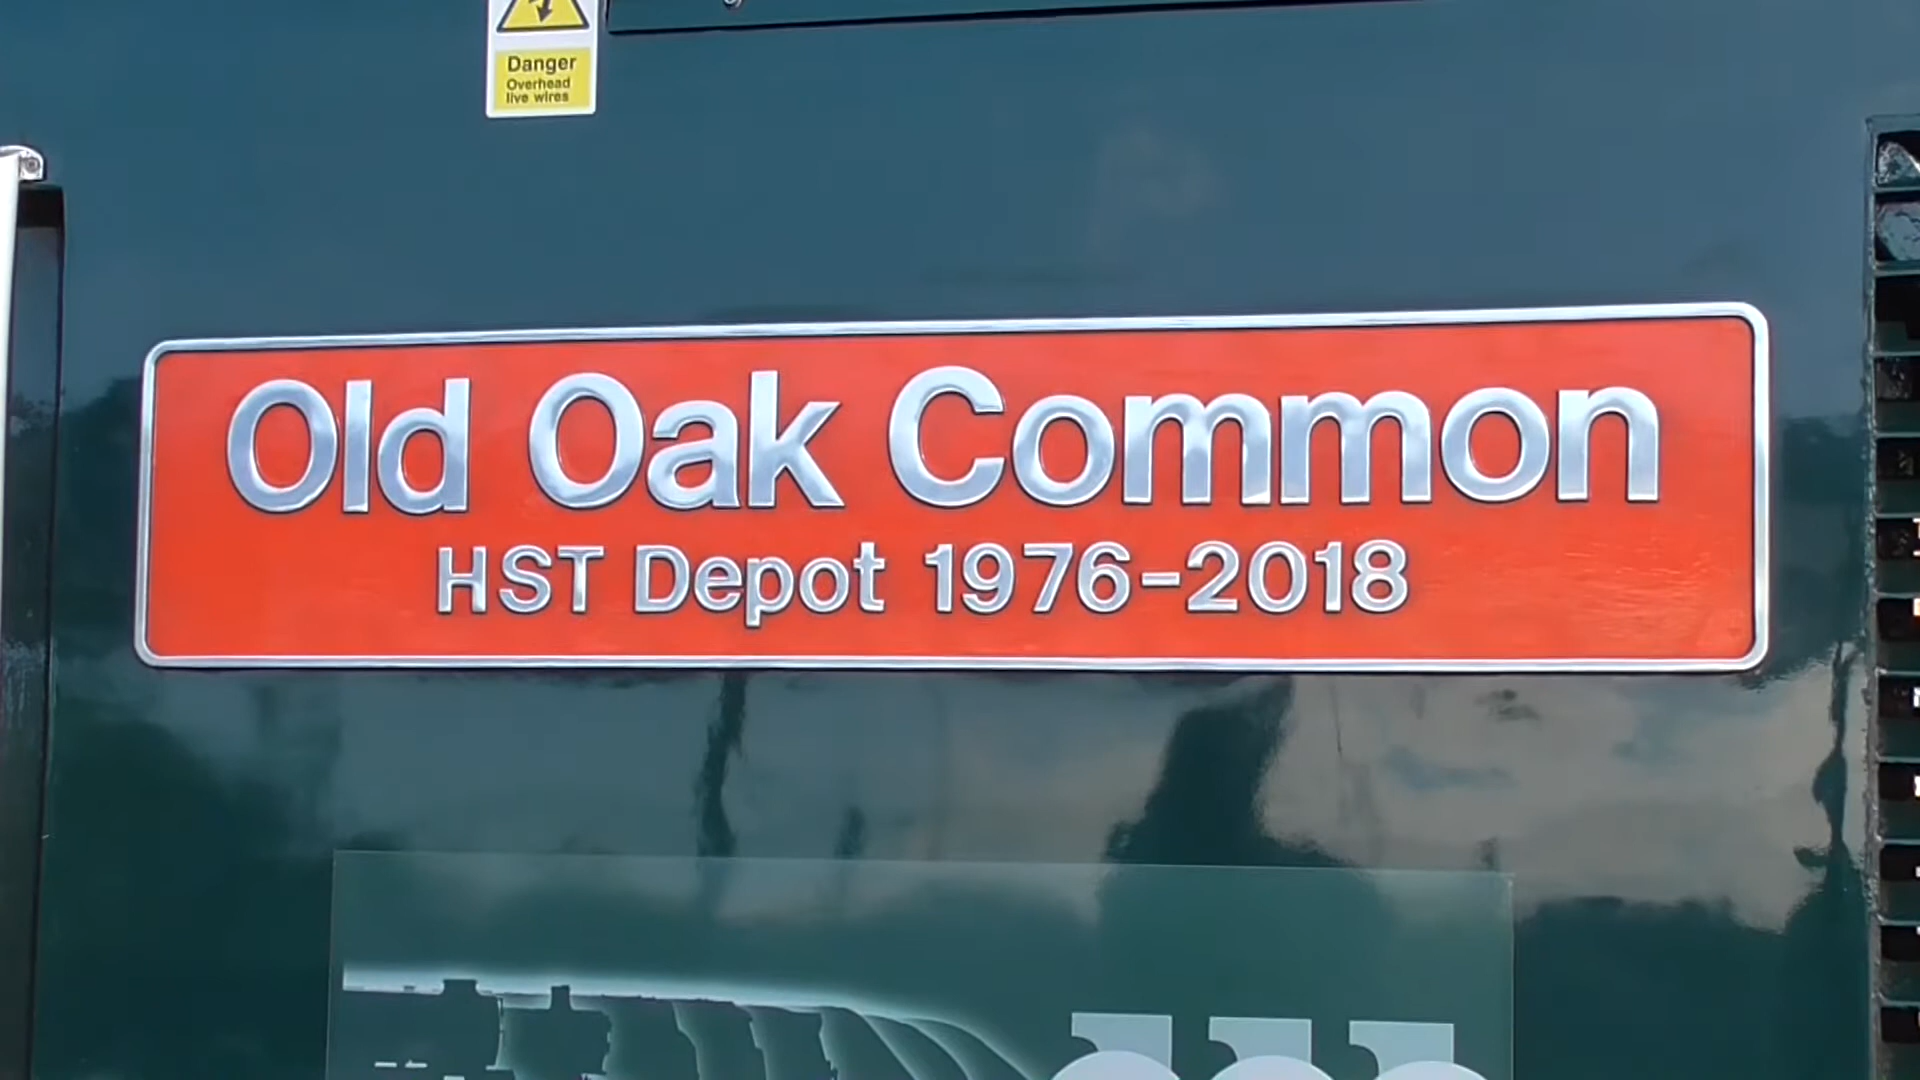 Danger
Overhead
live wires
Old Oak Common
HST Depot 1976-2018